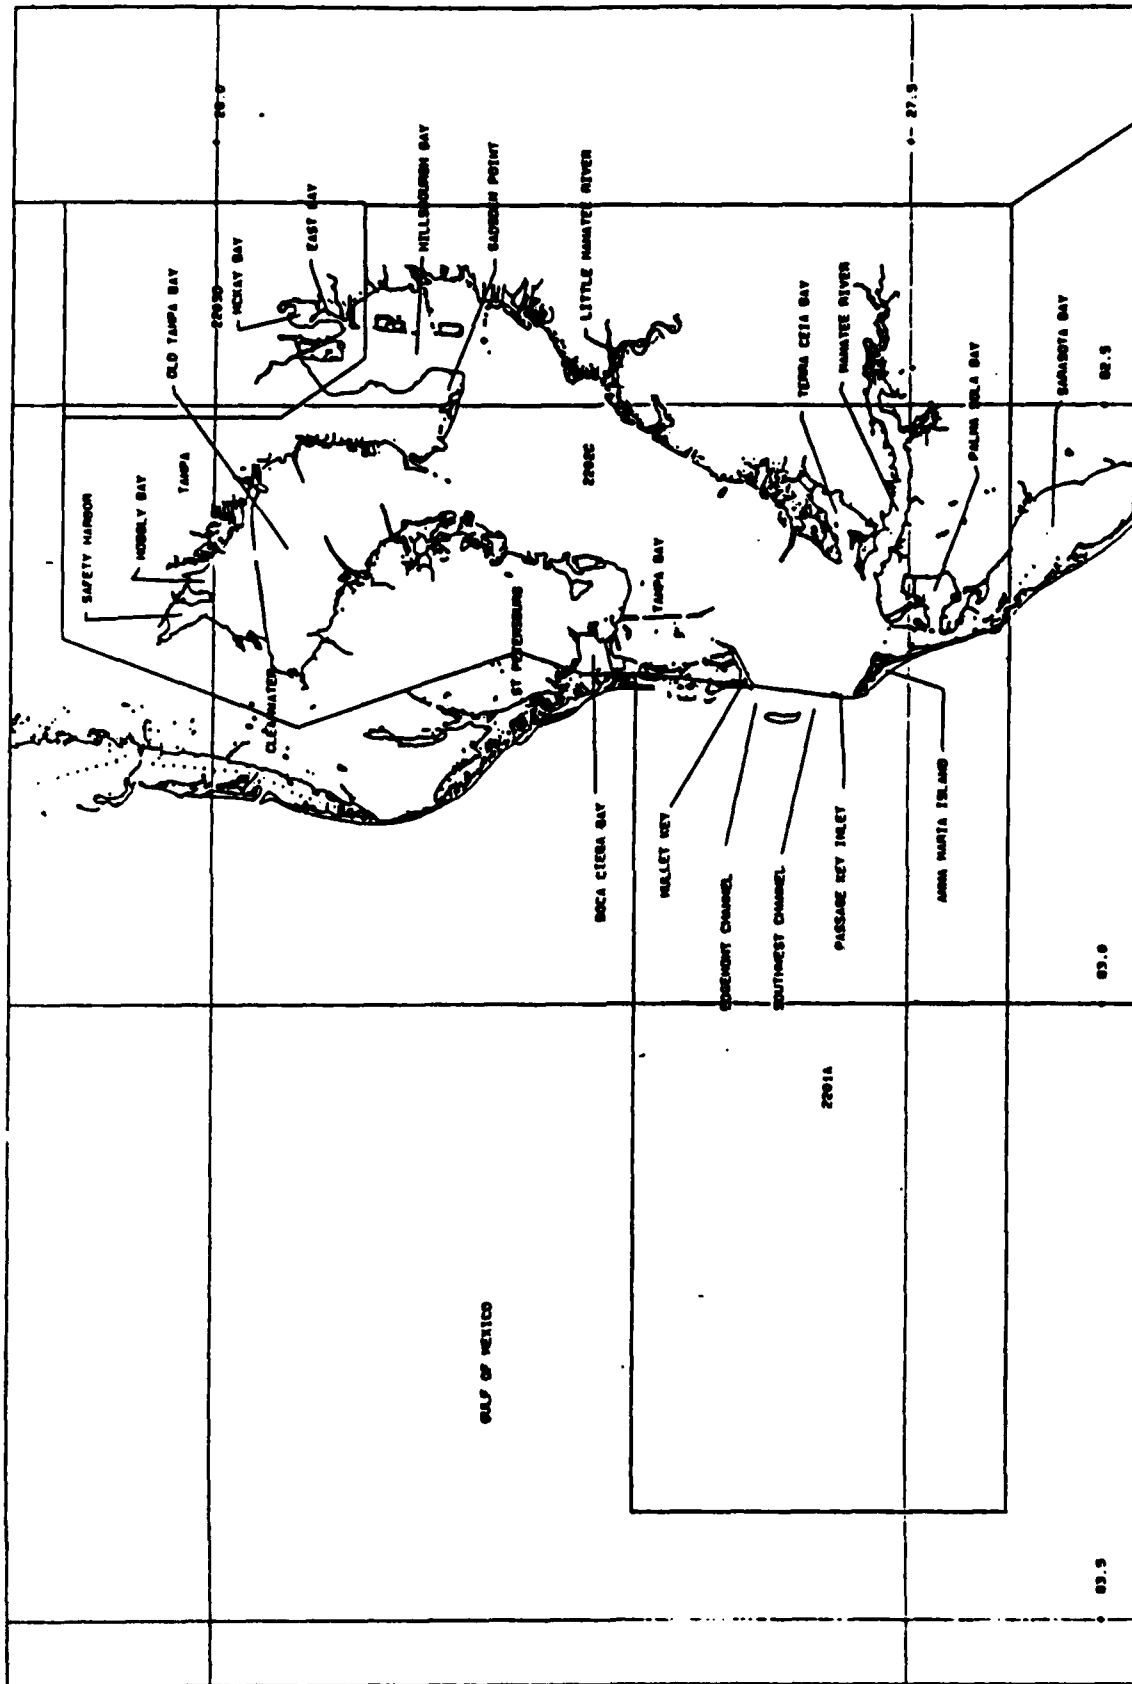 28.0
27.5
SAFETY HARBOR
MOBBLY BAY
TAMPA
OLD TAMPA BAY
2203D
MCKAY BAY
EAST BAY
HILLSBOURGH BAY
GADSDEN POINT
LITTLE MANATEE RIVER
TERRA CEIA BAY
MANATEE RIVER
PALMA SOLA BAY
SARASOTA BAY
82.5
CLEARWATER
ST PETERSBURG
2202C
TAMPA BAY
BOCA CIEGA BAY
MULLET KEY
EDGEMONT CHANNEL
SOUTHWEST CHANNEL
PASSAGE KEY INLET
ANNA MARIA ISLAND
83.0
2201A
GULF OF MEXICO
83.5